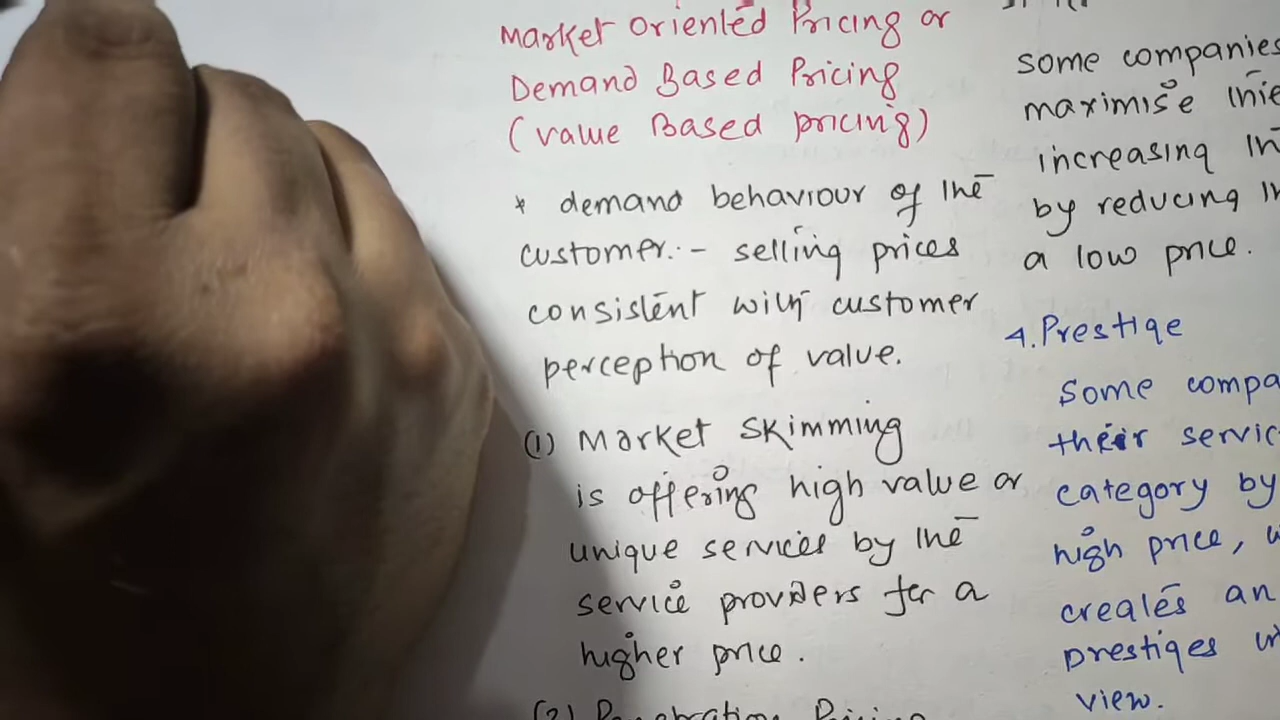 Market Oriented Pricing or
Demand Based Pricing
(value Based pricing)
* demand behaviour of the
customer. - selling prices
consistent with customer
perception of value.
(1) Market Skimming
is offering high value or
unique services by the
service providers for a
higher price.
(2) Penetration Pricing
some companies
maximise
increasing
by reducing
a low price.
4. Prestige
Some
their
category by
high price,
creates an
prestiges
view.